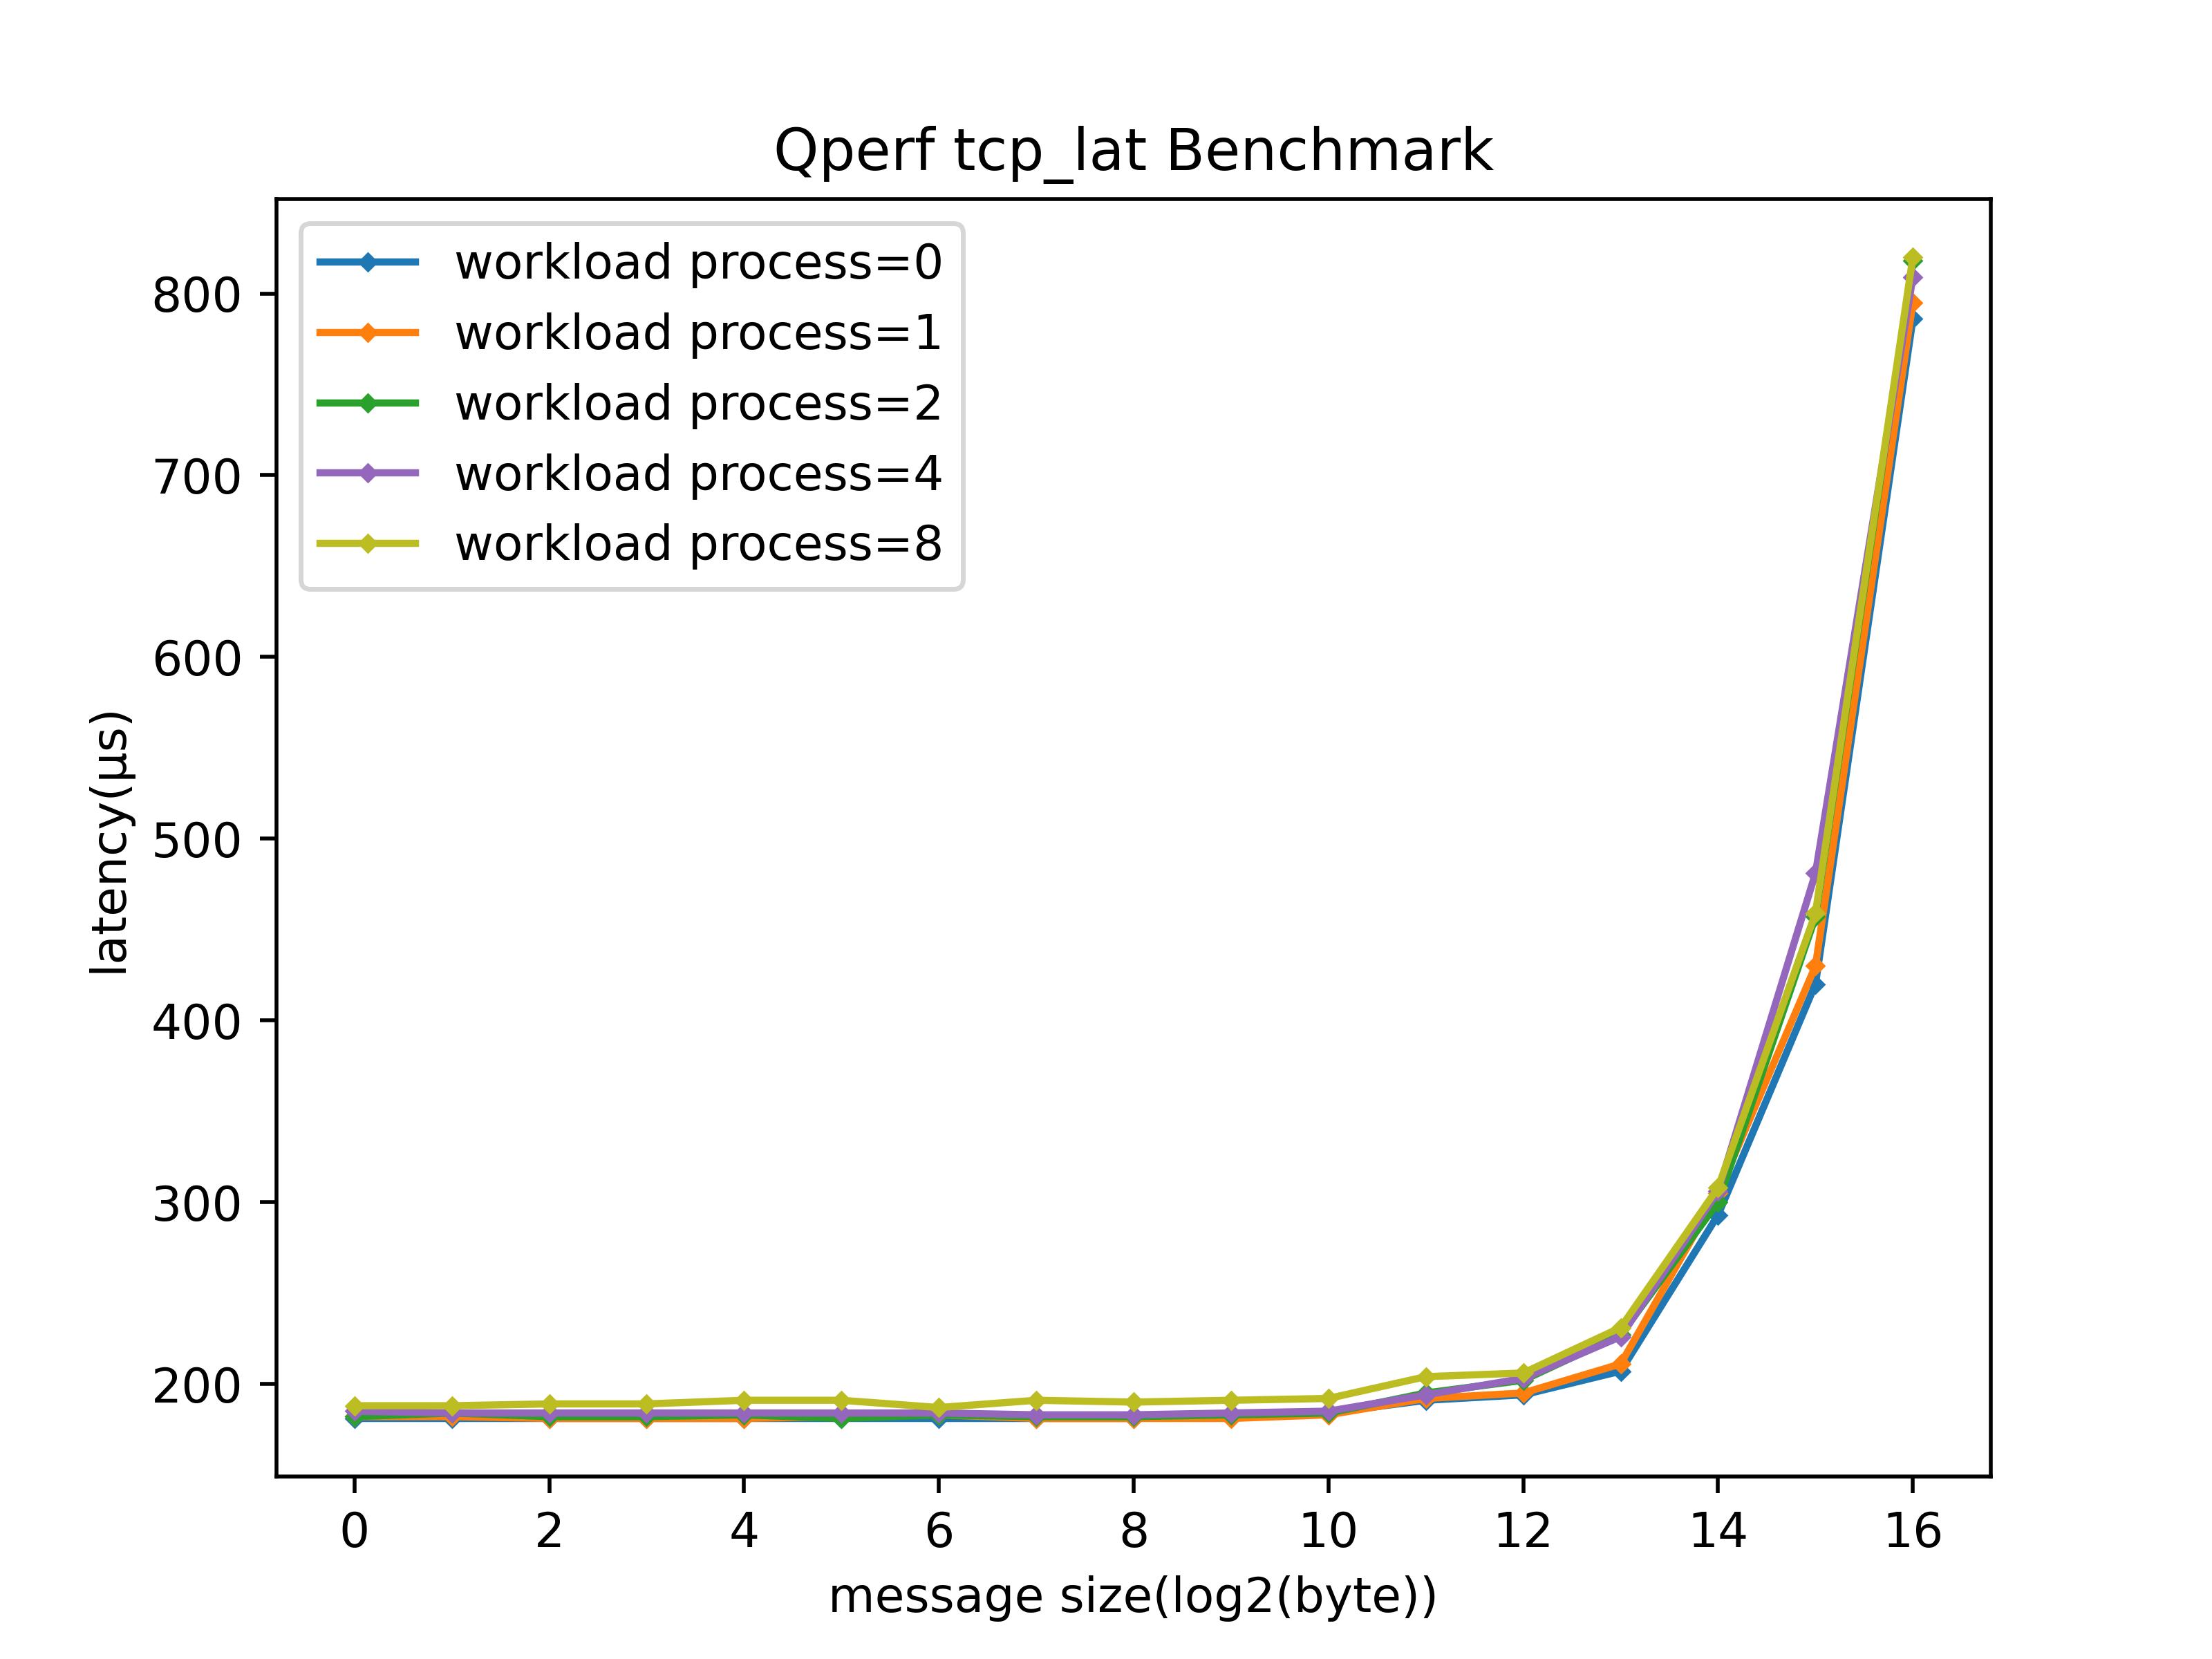 Qperf tcp_lat Benchmark
workload process=0
workload process=1
workload process=2
workload process=4
workload process=8
800
700
600
500
400
300
200
latency(μs)
0 2 4 6 8 10 12 14 16
message size(log2(byte))